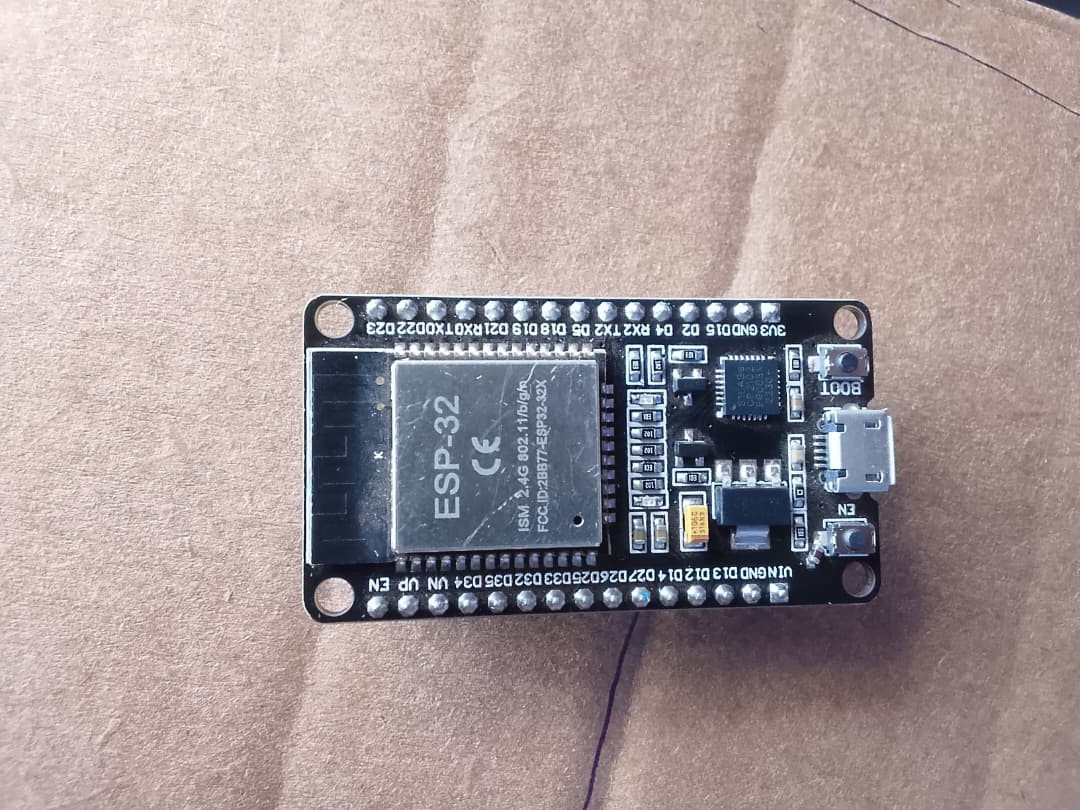 D23 D22 TX0 RX0 D21 D19 D18 D5 TX2 RX2 D4 D2 D15 GND 3V3
ESP-32
CE
ISM 2.4G 802.11/b/g/n
FCC.ID:2BB77-ESP32-32X
BOOT
EN
EN VP VN D34 D35 D32 D33 D25 D26 D27 D14 D12 D13 GND VIN